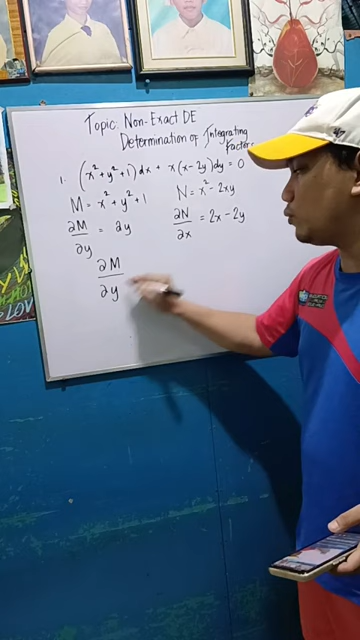 Topic: Non-Exact DE
Determination of Integrating
Factors
1. (x²+y²+1)dx + x(x-2y)dy = 0
M = x²+y²+1 N = x²-2xy
∂M/∂y = 2y ∂N/∂x = 2x-2y
∂M/∂y